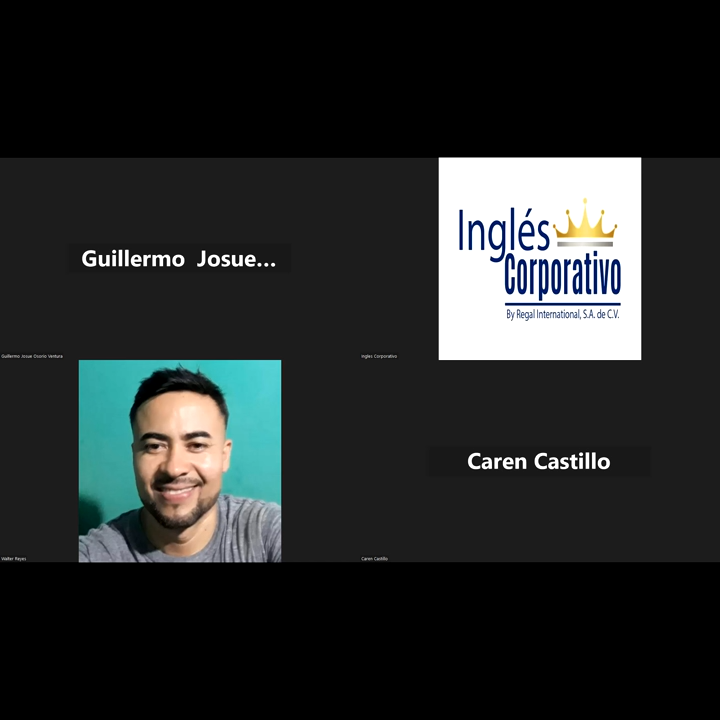 Guillermo Josue...
Inglés
Corporativo
By Regal International, S.A. de C.V.
Guillermo Josue Osorio Ventura
Ingles Corporativo
Caren Castillo
Walter Reyes
Caren Castillo